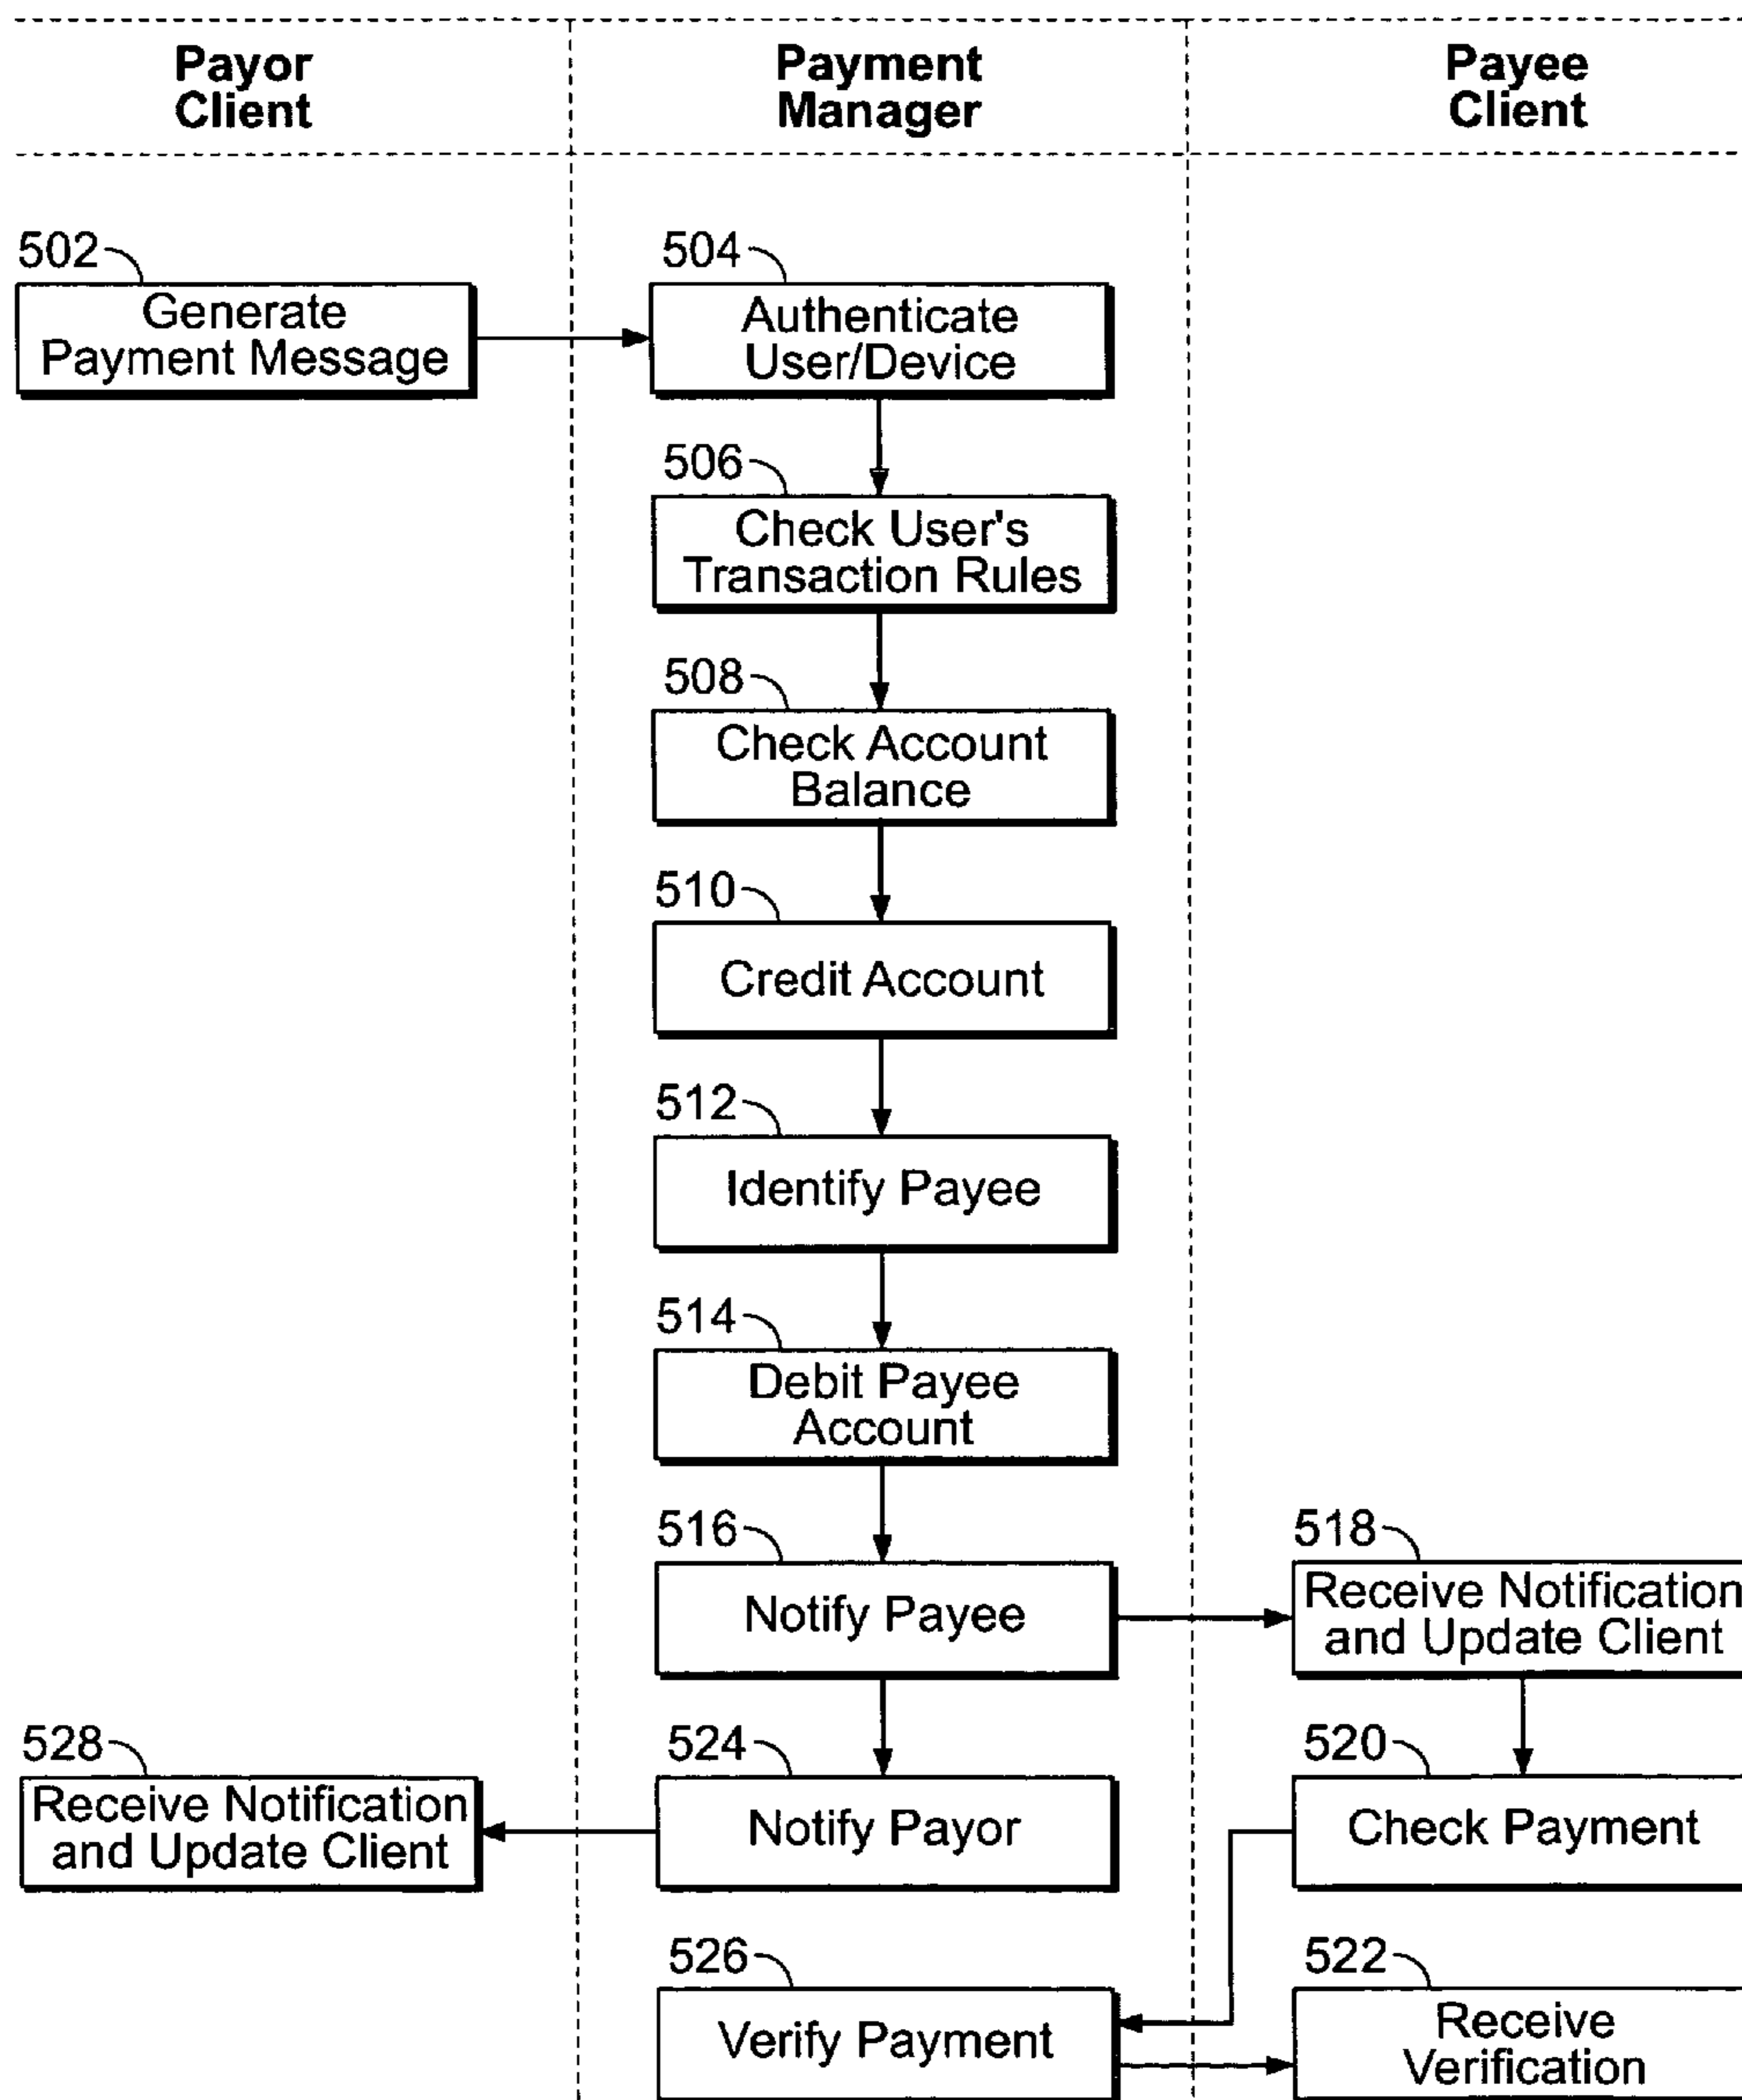 Payor
Client
Payment
Manager
Payee
Client
502
Generate
Payment Message
504
Authenticate
User/Device
506
Check User's
Transaction Rules
508
Check Account
Balance
510
Credit Account
512
Identify Payee
514
Debit Payee
Account
516
Notify Payee
518
Receive Notification
and Update Client
528
Receive Notification
and Update Client
524
Notify Payor
520
Check Payment
526
Verify Payment
522
Receive
Verification